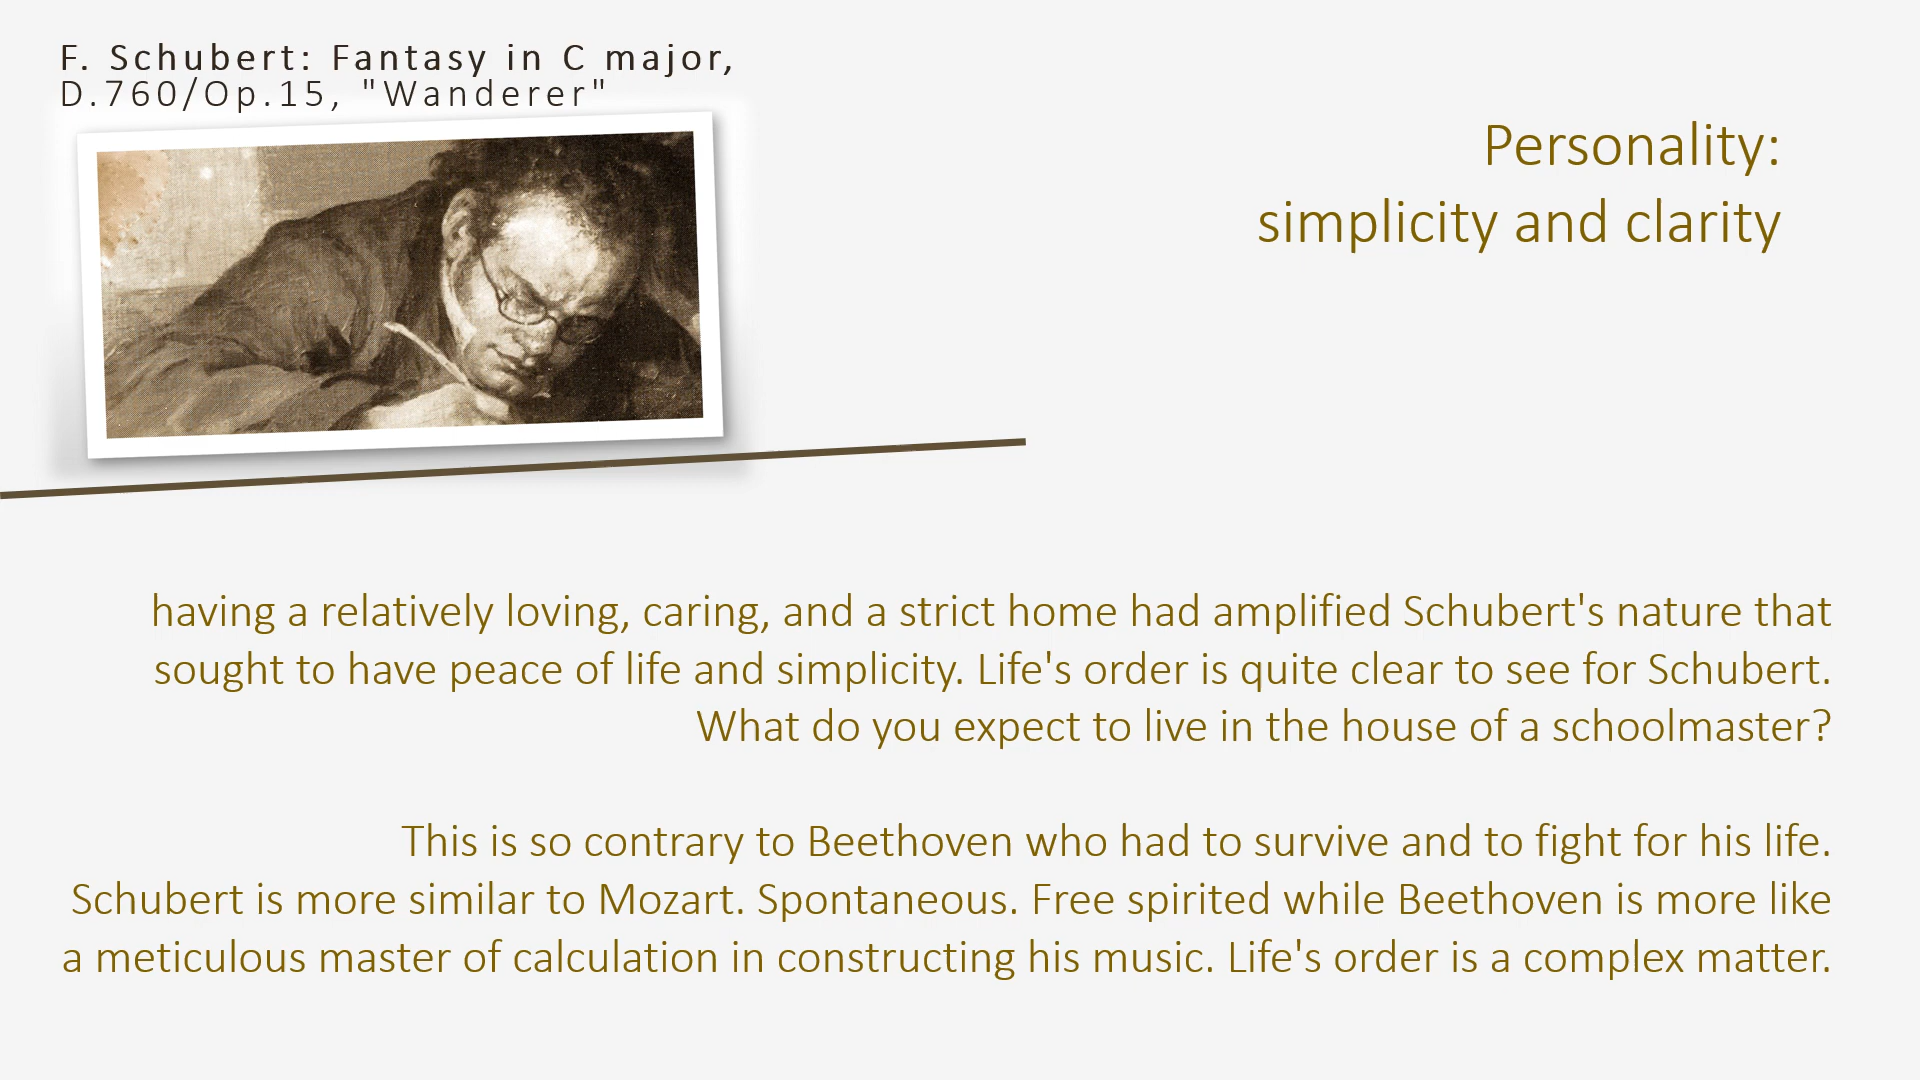 F. Schubert: Fantasy in C major,
D.760/Op.15, "Wanderer"
Personality:
simplicity and clarity
having a relatively loving, caring, and a strict home had amplified Schubert's nature that
sought to have peace of life and simplicity. Life's order is quite clear to see for Schubert.
What do you expect to live in the house of a schoolmaster?
This is so contrary to Beethoven who had to survive and to fight for his life.
Schubert is more similar to Mozart. Spontaneous. Free spirited while Beethoven is more like
a meticulous master of calculation in constructing his music. Life's order is a complex matter.